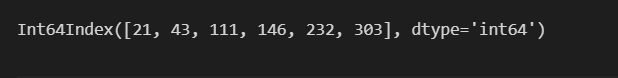 Int64Index([21, 43, 111, 146, 232, 303], dtype='int64')